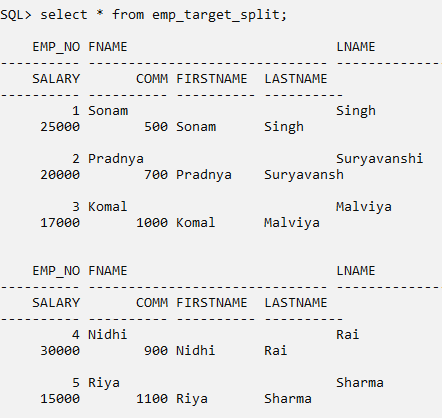 SQL> select * from emp_target_split;
EMP_NO FNAME LNAME
---------- ------------------------------ -------------
SALARY COMM FIRSTNAME LASTNAME
---------- ---------- ---------- ----------
1 Sonam Singh
25000 500 Sonam Singh
2 Pradnya Suryavanshi
20000 700 Pradnya Suryavansh
3 Komal Malviya
17000 1000 Komal Malviya
EMP_NO FNAME LNAME
---------- ------------------------------ -------------
SALARY COMM FIRSTNAME LASTNAME
---------- ---------- ---------- ----------
4 Nidhi Rai
30000 900 Nidhi Rai
5 Riya Sharma
15000 1100 Riya Sharma